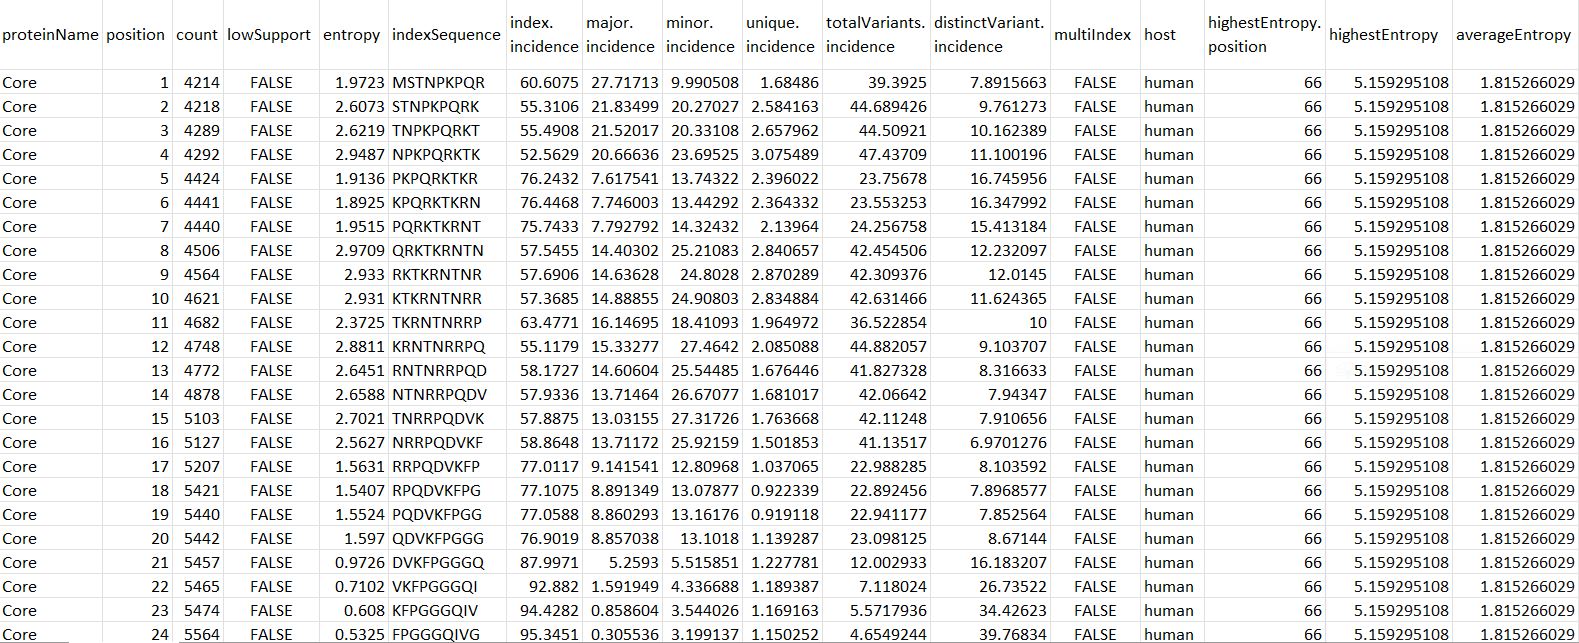 proteinName position count lowSupport entropy indexSequence index. incidence major. incidence minor. incidence unique. incidence totalVariants. incidence distinctVariant. incidence multiIndex host highestEntropy. position highestEntropy averageEntropy
Core 1 4214 FALSE 1.9723 MSTNPKPQR 60.6075 27.71713 9.990508 1.68486 39.3925 7.8915663 FALSE human 66 5.159295108 1.815266029
Core 2 4218 FALSE 2.6073 STNPKPQRK 55.3106 21.83499 20.27027 2.584163 44.689426 9.761273 FALSE human 66 5.159295108 1.815266029
Core 3 4289 FALSE 2.6219 TNPKPQRKT 55.4908 21.52017 20.33108 2.657962 44.50921 10.162389 FALSE human 66 5.159295108 1.815266029
Core 4 4292 FALSE 2.9487 NPKPQRKTK 52.5629 20.66636 23.69525 3.075489 47.43709 11.100196 FALSE human 66 5.159295108 1.815266029
Core 5 4424 FALSE 1.9136 PKPQRKTKR 76.2432 7.617541 13.74322 2.396022 23.75678 16.745956 FALSE human 66 5.159295108 1.815266029
Core 6 4441 FALSE 1.8925 KPQRKTKRN 76.4468 7.746003 13.44292 2.364332 23.553253 16.347992 FALSE human 66 5.159295108 1.815266029
Core 7 4440 FALSE 1.9515 PQRKTKRNT 75.7433 7.792792 14.32432 2.13964 24.256758 15.413184 FALSE human 66 5.159295108 1.815266029
Core 8 4506 FALSE 2.9709 QRKTKRNTN 57.5455 14.40302 25.21083 2.840657 42.454506 12.232097 FALSE human 66 5.159295108 1.815266029
Core 9 4564 FALSE 2.933 RKTKRNTNR 57.6906 14.63628 24.8028 2.870289 42.309376 12.0145 FALSE human 66 5.159295108 1.815266029
Core 10 4621 FALSE 2.931 KTKRNTNRR 57.3685 14.88855 24.90803 2.834884 42.631466 11.624365 FALSE human 66 5.159295108 1.815266029
Core 11 4682 FALSE 2.3725 TKRNTNRRP 63.4771 16.14695 18.41093 1.964972 36.522854 10 FALSE human 66 5.159295108 1.815266029
Core 12 4748 FALSE 2.8811 KRNTNRRPQ 55.1179 15.33277 27.4642 2.085088 44.882057 9.103707 FALSE human 66 5.159295108 1.815266029
Core 13 4772 FALSE 2.6451 RNTNRRPQD 58.1727 14.60604 25.54485 1.676446 41.827328 8.316633 FALSE human 66 5.159295108 1.815266029
Core 14 4878 FALSE 2.6588 NTNRRPQDV 57.9336 13.71464 26.67077 1.681017 42.06642 7.94347 FALSE human 66 5.159295108 1.815266029
Core 15 5103 FALSE 2.7021 TNRRPQDVK 57.8875 13.03155 27.31726 1.763668 42.11248 7.910656 FALSE human 66 5.159295108 1.815266029
Core 16 5127 FALSE 2.5627 NRRPQDVKF 58.8648 13.71172 25.92159 1.501853 41.13517 6.9701276 FALSE human 66 5.159295108 1.815266029
Core 17 5207 FALSE 1.5631 RRPQDVKFP 77.0117 9.141541 12.80968 1.037065 22.988285 8.103592 FALSE human 66 5.159295108 1.815266029
Core 18 5421 FALSE 1.5407 RPQDVKFPG 77.1075 8.891349 13.07877 0.922339 22.892456 7.8968577 FALSE human 66 5.159295108 1.815266029
Core 19 5440 FALSE 1.5524 PQDVKFPGG 77.0588 8.860293 13.16176 0.919118 22.941177 7.852564 FALSE human 66 5.159295108 1.815266029
Core 20 5442 FALSE 1.597 QDVKFPGGG 76.9019 8.857038 13.1018 1.139287 23.098125 8.67144 FALSE human 66 5.159295108 1.815266029
Core 21 5457 FALSE 0.9726 DVKFPGGGQ 87.9971 5.2593 5.515851 1.227781 12.002933 16.183207 FALSE human 66 5.159295108 1.815266029
Core 22 5465 FALSE 0.7102 VKFPGGGQI 92.882 1.591949 4.336688 1.189387 7.118024 26.73522 FALSE human 66 5.159295108 1.815266029
Core 23 5474 FALSE 0.608 KFPGGGQIV 94.4282 0.858604 3.544026 1.169163 5.5717936 34.42623 FALSE human 66 5.159295108 1.815266029
Core 24 5564 FALSE 0.5325 FPGGGQIVG 95.3451 0.305536 3.199137 1.150252 4.6549244 39.76834 FALSE human 66 5.159295108 1.815266029